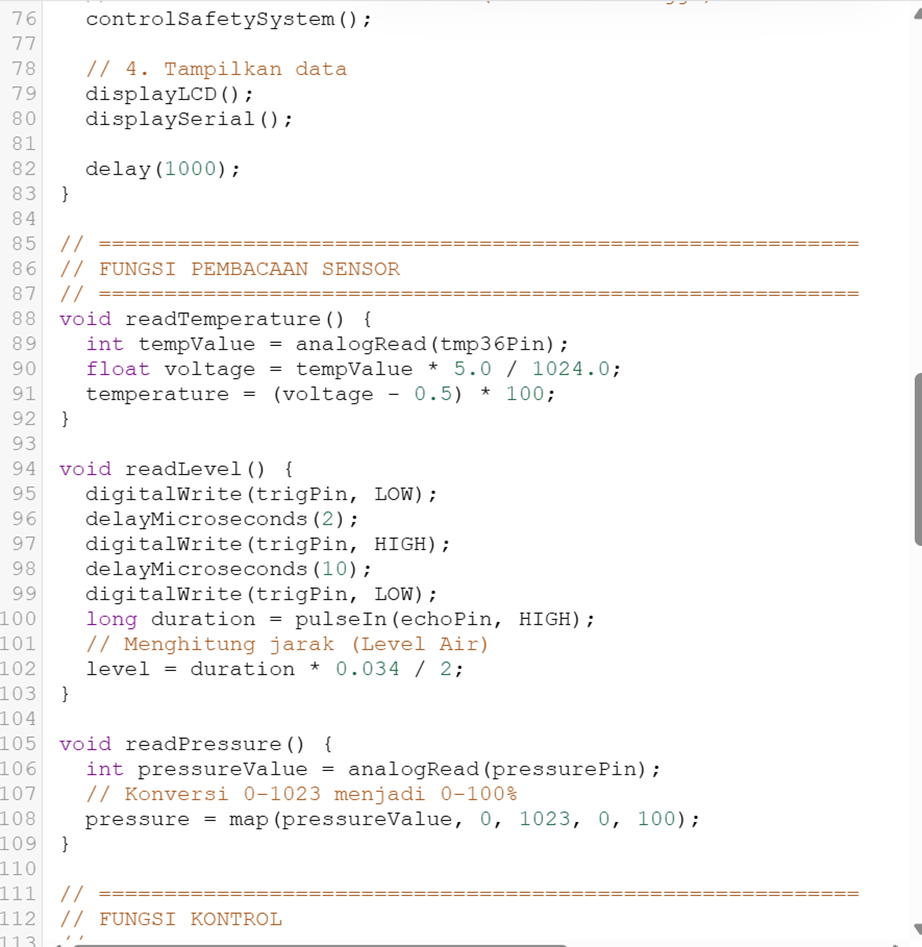 76 controlSafetySystem();
77
78 // 4. Tampilkan data
79 displayLCD();
80 displaySerial();
81
82 delay(1000);
83 }
84
85 // ==========================================================
86 // FUNGSI PEMBACAAN SENSOR
87 // ==========================================================
88 void readTemperature() {
89 int tempValue = analogRead(tmp36Pin);
90 float voltage = tempValue * 5.0 / 1024.0;
91 temperature = (voltage - 0.5) * 100;
92 }
93
94 void readLevel() {
95 digitalWrite(trigPin, LOW);
96 delayMicroseconds(2);
97 digitalWrite(trigPin, HIGH);
98 delayMicroseconds(10);
99 digitalWrite(trigPin, LOW);
100 long duration = pulseIn(echoPin, HIGH);
101 // Menghitung jarak (Level Air)
102 level = duration * 0.034 / 2;
103 }
104
105 void readPressure() {
106 int pressureValue = analogRead(pressurePin);
107 // Konversi 0-1023 menjadi 0-100%
108 pressure = map(pressureValue, 0, 1023, 0, 100);
109 }
110
111 // ==========================================================
112 // FUNGSI KONTROL
113 //